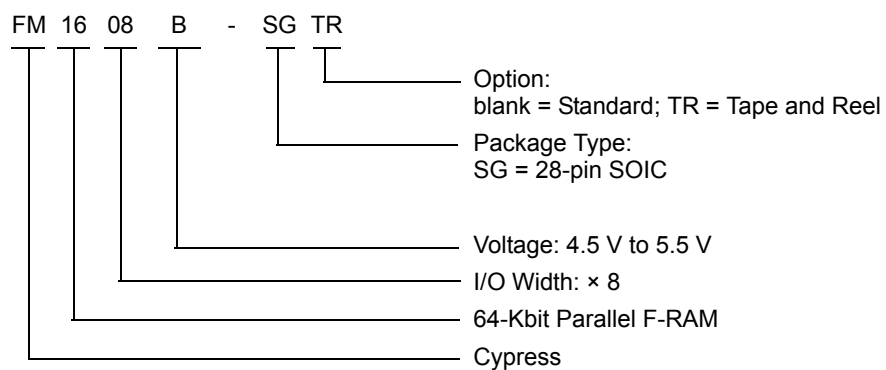 FM 16 08 B - SG TR
Option:
blank = Standard; TR = Tape and Reel
Package Type:
SG = 28-pin SOIC
Voltage: 4.5 V to 5.5 V
I/O Width: × 8
64-Kbit Parallel F-RAM
Cypress